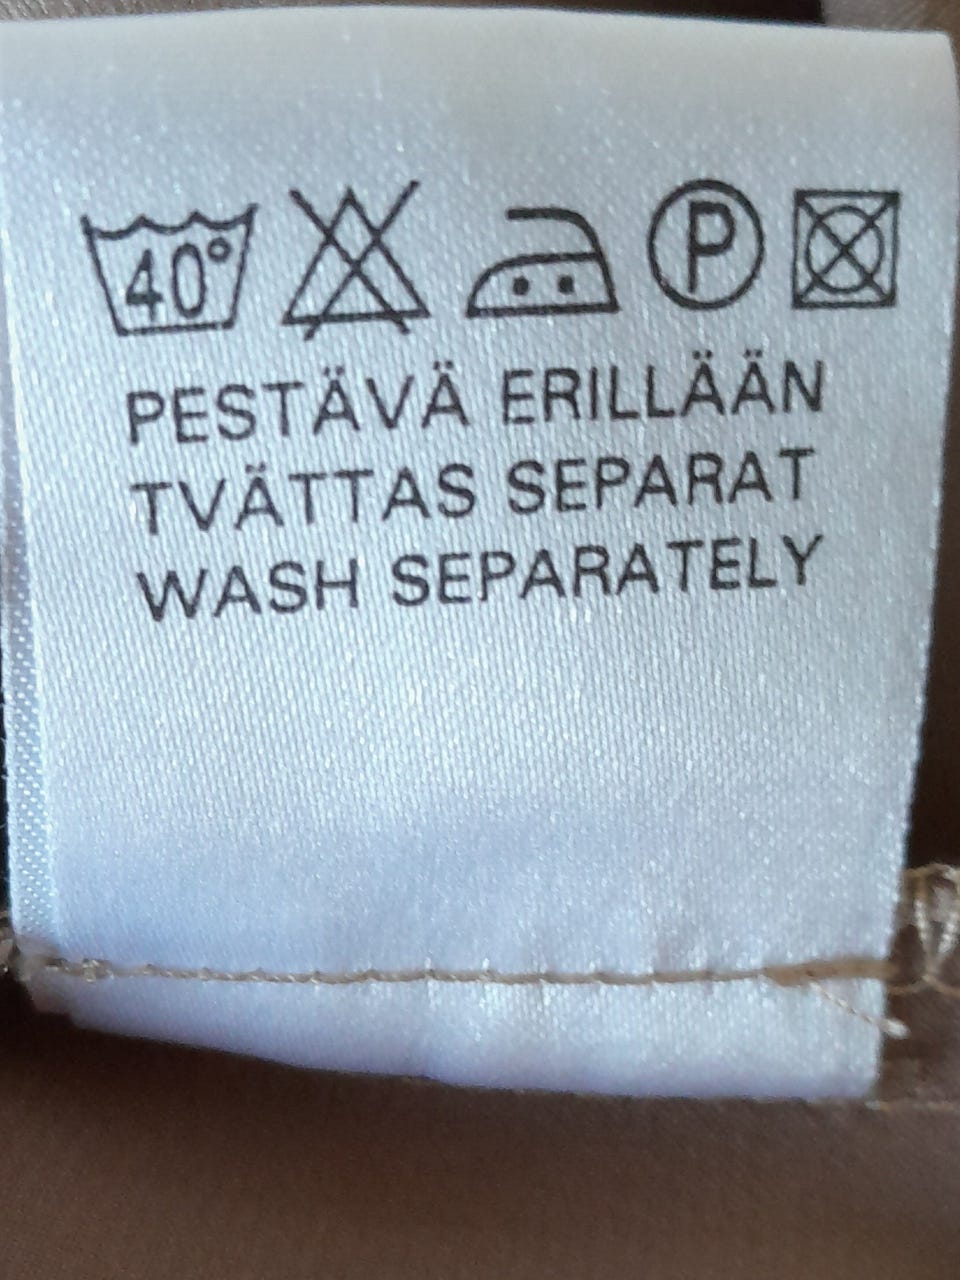 40° P
PESTÄVÄ ERILLÄÄN
TVÄTTAS SEPARAT
WASH SEPARATELY